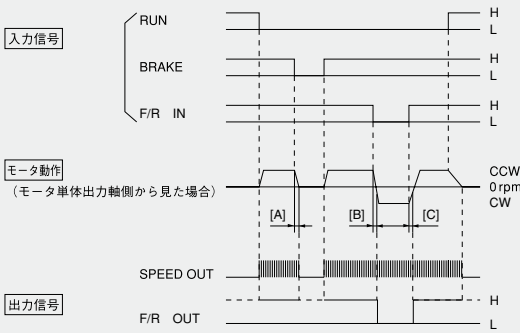 RUN
H
L
入力信号
BRAKE
H
L
F/R IN
H
L
モータ動作
CCW
(モータ単体出力軸側から見た場合)
0 rpm
CW
[A]
[B]
[C]
SPEED OUT
出力信号
H
F/R OUT
L